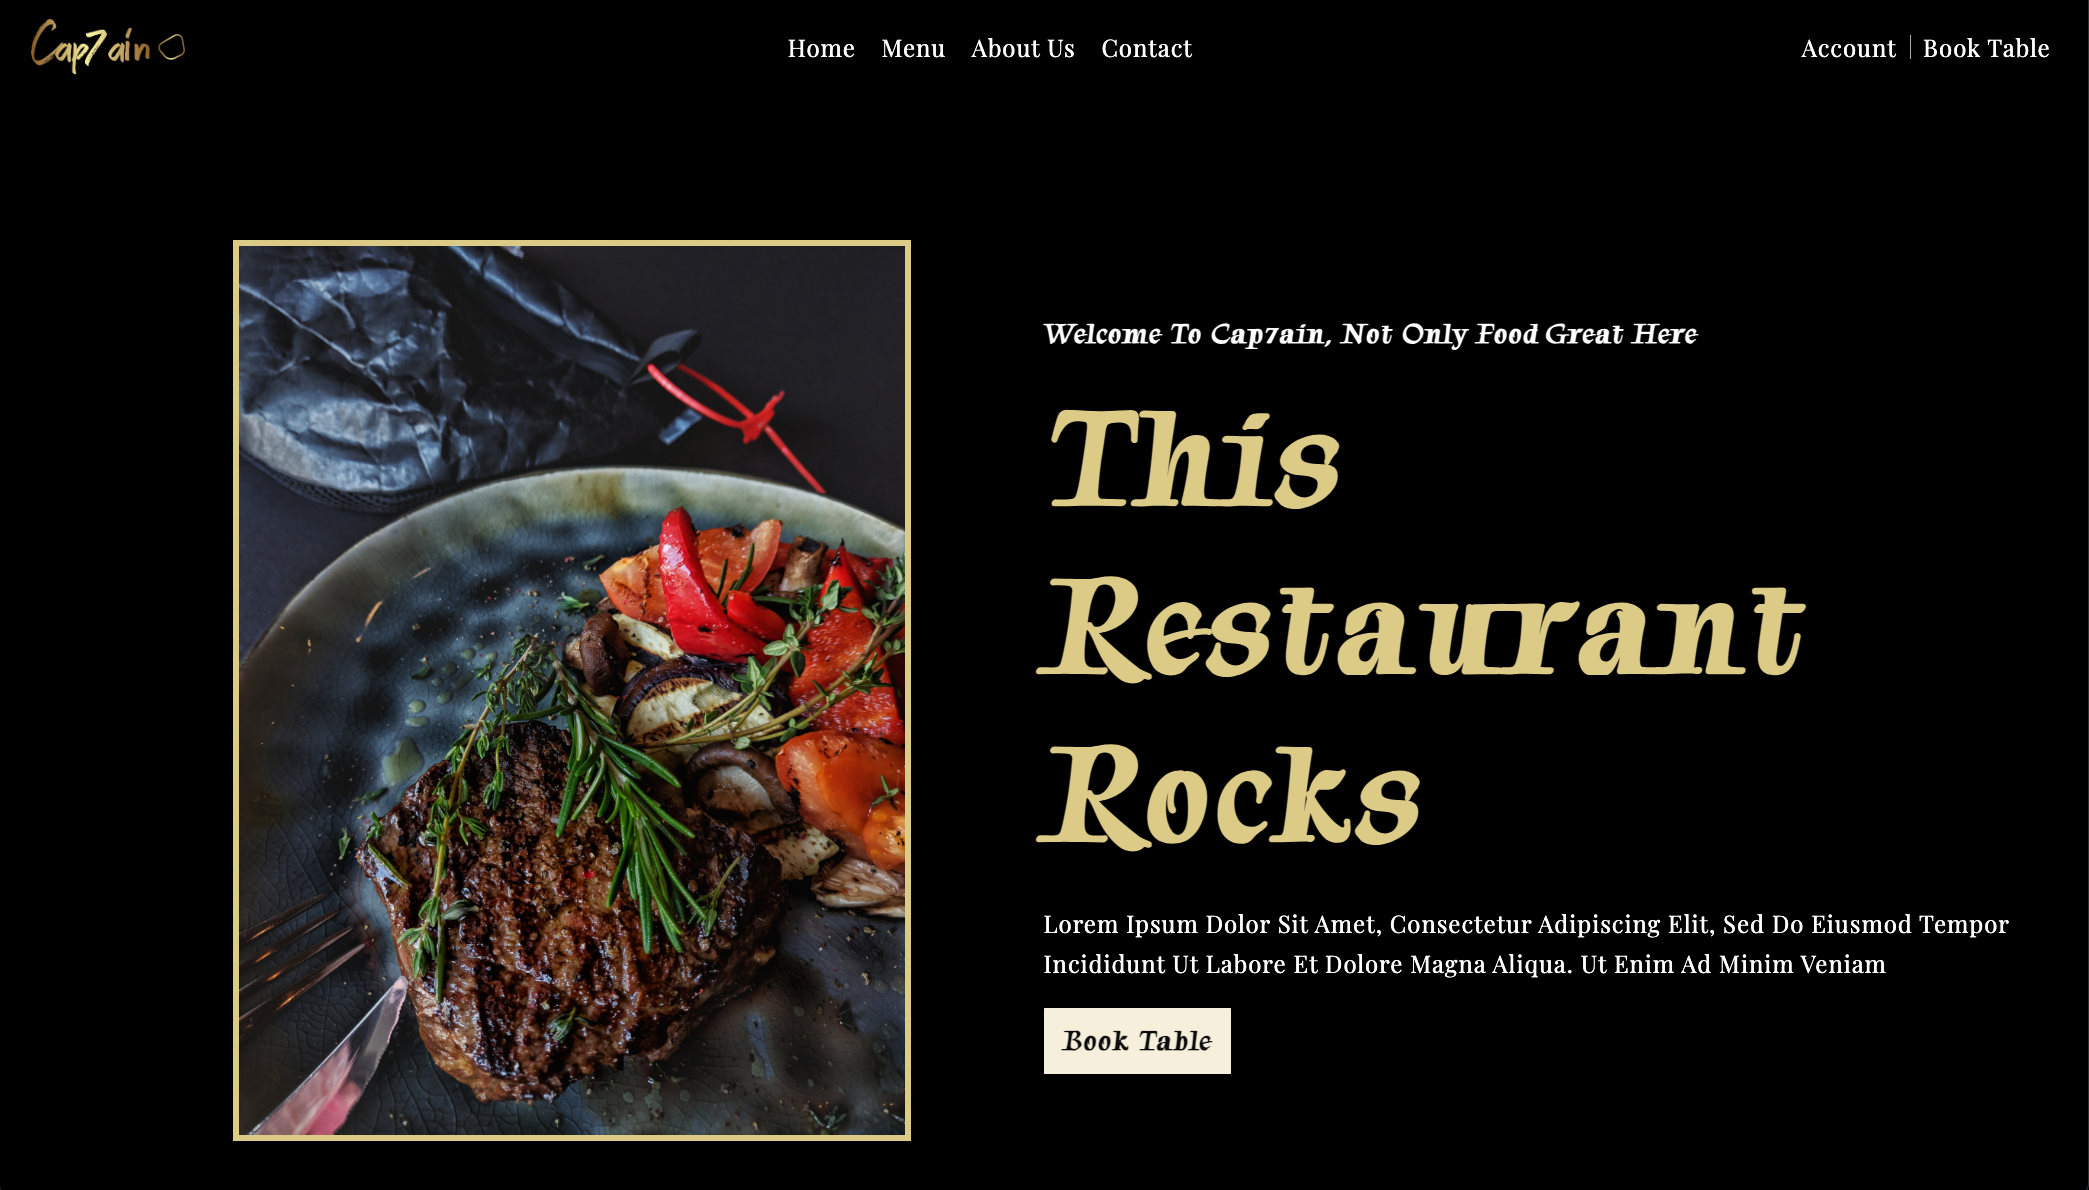 Cap7ain
Home Menu About Us Contact
Account Book Table
Welcome To Cap7ain, Not Only Food Great Here
This
Restaurant
Rocks
Lorem Ipsum Dolor Sit Amet, Consectetur Adipiscing Elit, Sed Do Eiusmod Tempor
Incididunt Ut Labore Et Dolore Magna Aliqua. Ut Enim Ad Minim Veniam
Book Table